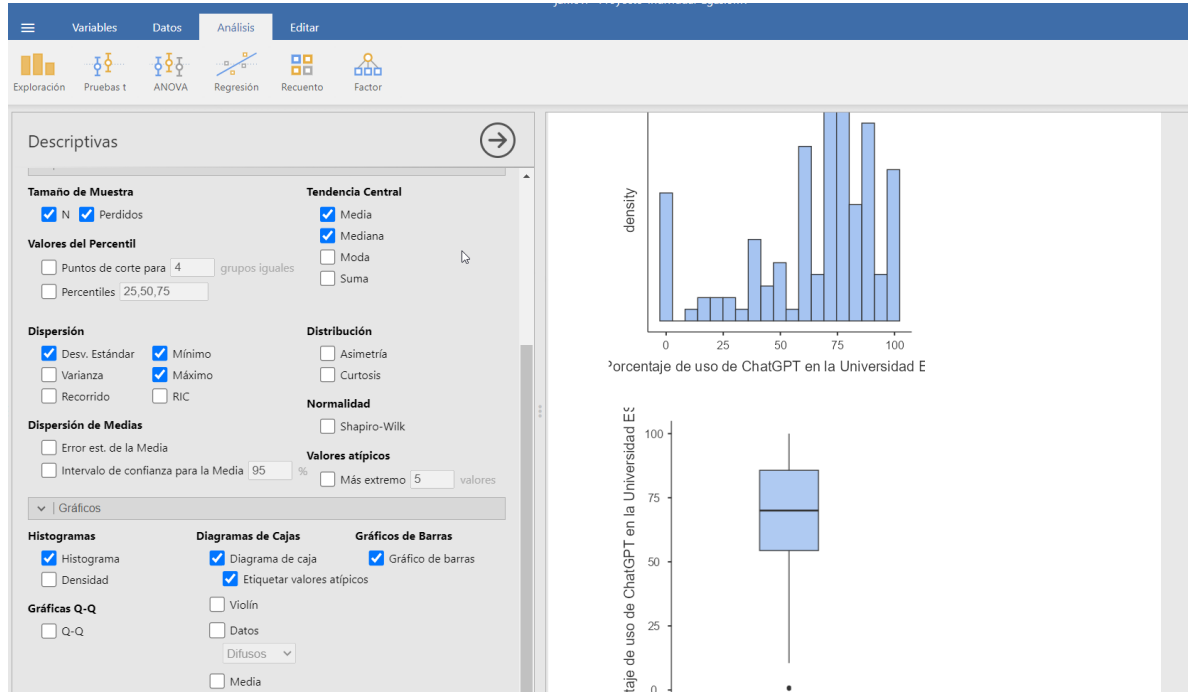 Variables Datos Análisis Editar
Exploración Pruebas t ANOVA Regresión Recuento Factor
Descriptivas
Tamaño de Muestra
N Perdidos
Valores del Percentil
Puntos de corte para 4 grupos iguales
Percentiles 25,50,75
Tendencia Central
Media
Mediana
Moda
Suma
Dispersión
Desv. Estándar Mínimo
Varianza Máximo
Recorrido RIC
Distribución
Asimetría
Curtosis
Dispersión de Medias
Error est. de la Media
Intervalo de confianza para la Media 95 %
Normalidad
Shapiro-Wilk
Valores atípicos
Más extremo 5 valores
Gráficos
Histogramas
Histograma
Densidad
Gráficas Q-Q
Q-Q
Diagramas de Cajas
Diagrama de caja
Etiquetar valores atípicos
Violín
Datos
Difusos
Media
Gráficos de Barras
Gráfico de barras
density
0 25 50 75 100
Porcentaje de uso de ChatGPT en la Universidad E
taje de uso de ChatGPT en la Universidad ES
100
75
50
25
0